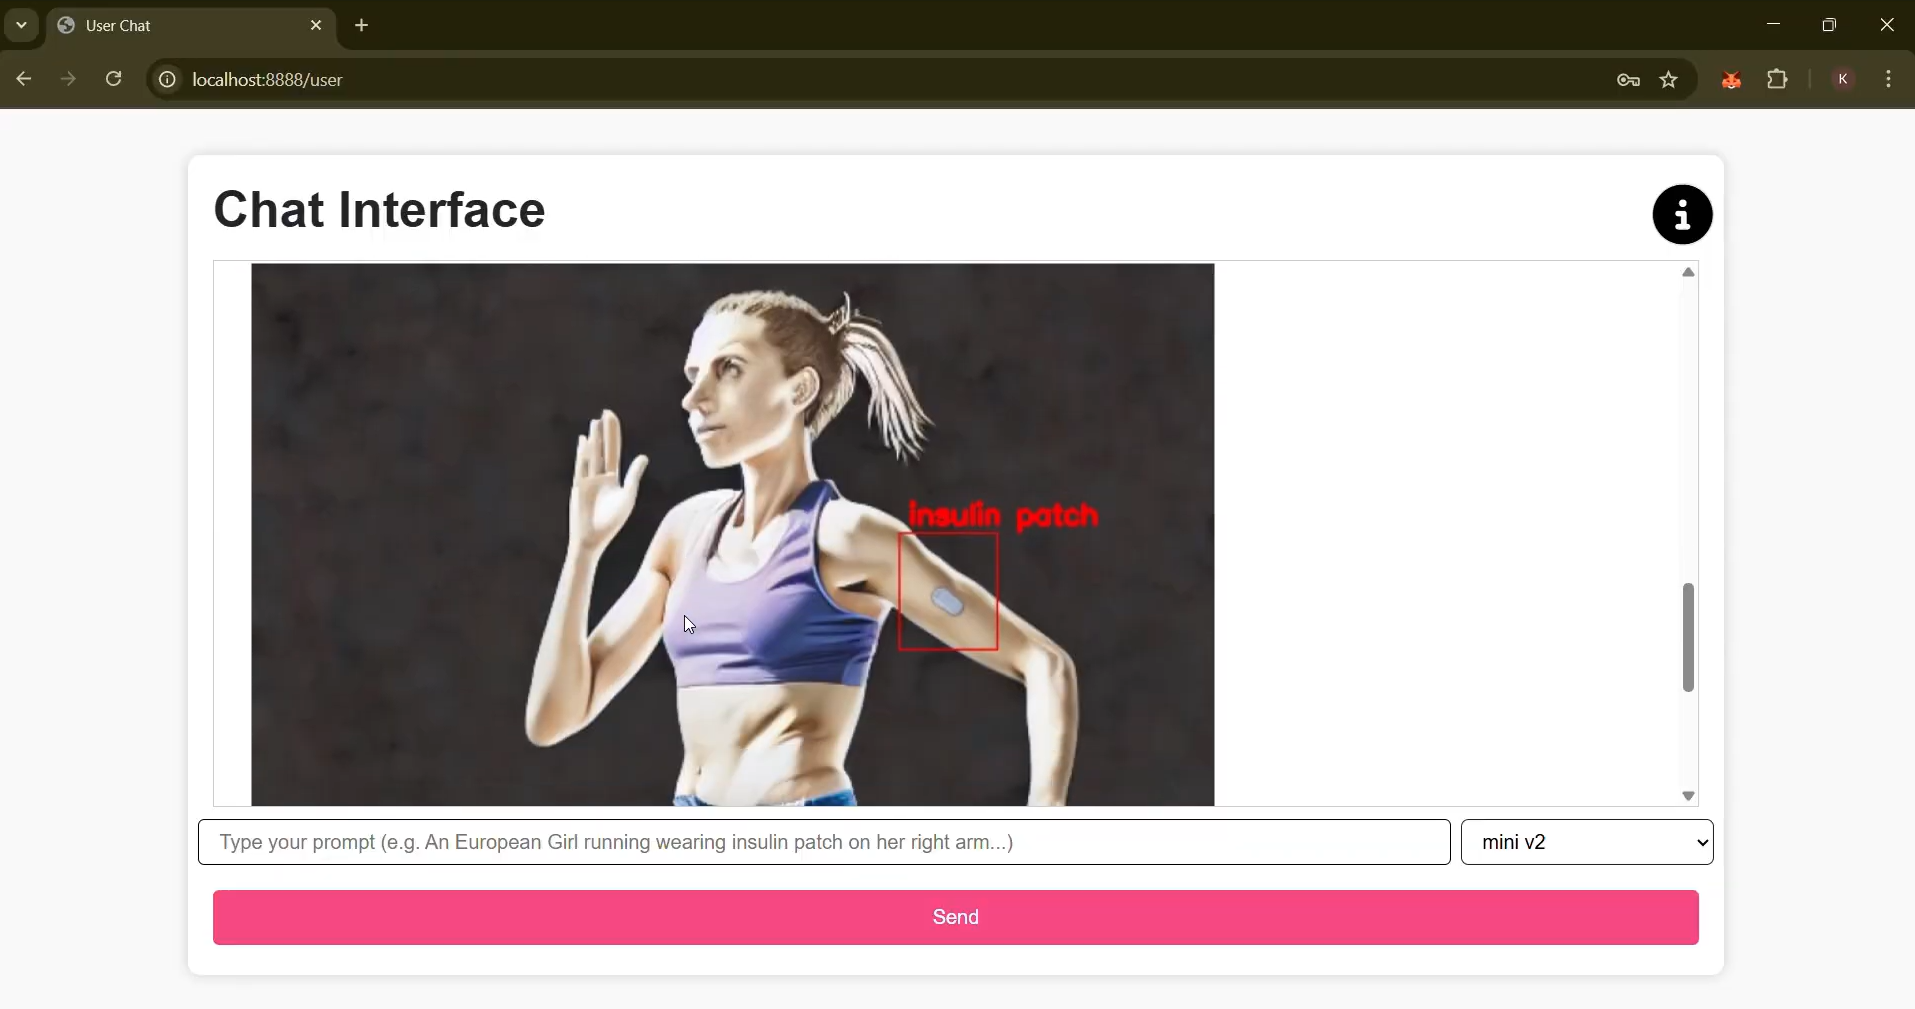 User Chat
localhost:8888/user
K
Chat Interface
i
insulin patch
Type your prompt (e.g. An European Girl running wearing insulin patch on her right arm...)
mini v2
Send